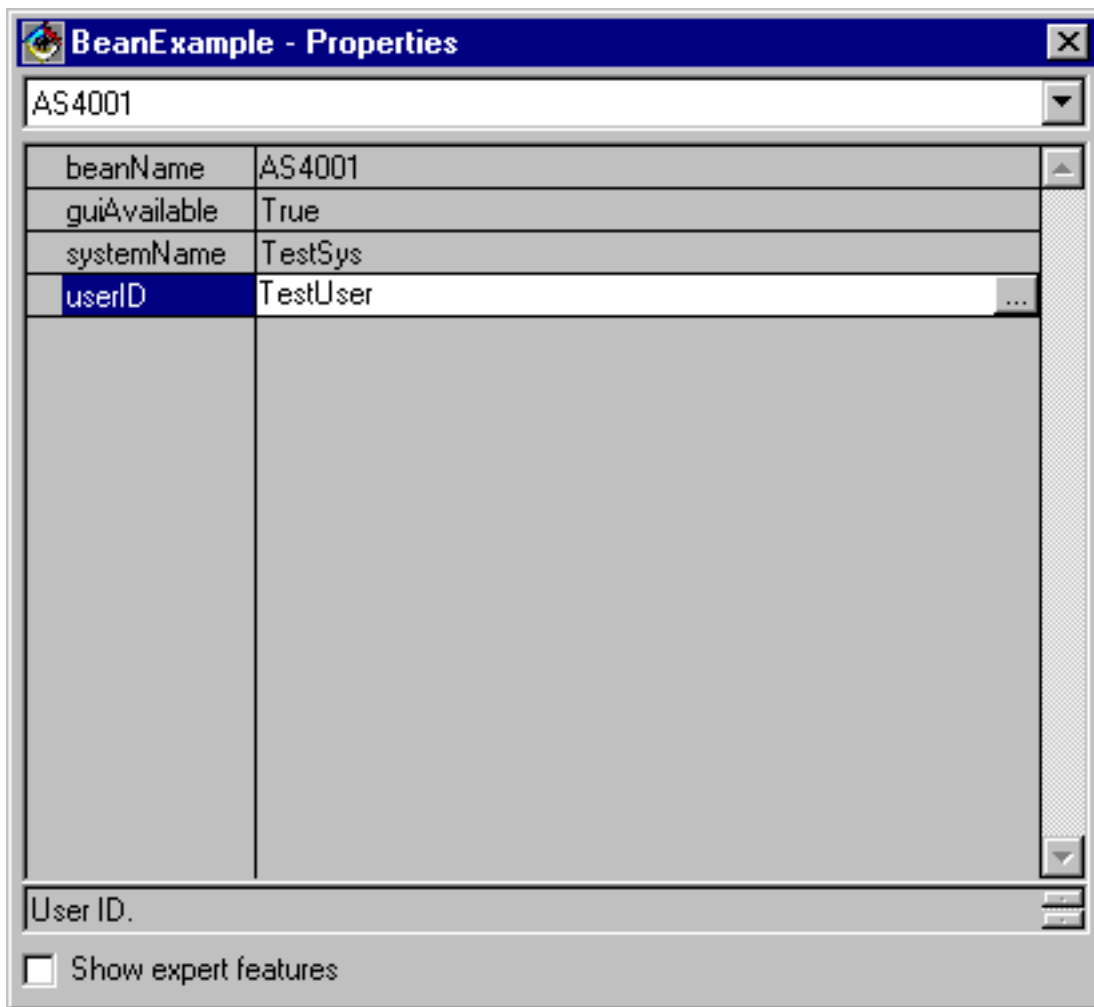 BeanExample - Properties
AS4001
beanName AS4001
guiAvailable True
systemName TestSys
userID TestUser ...
User ID.
Show expert features